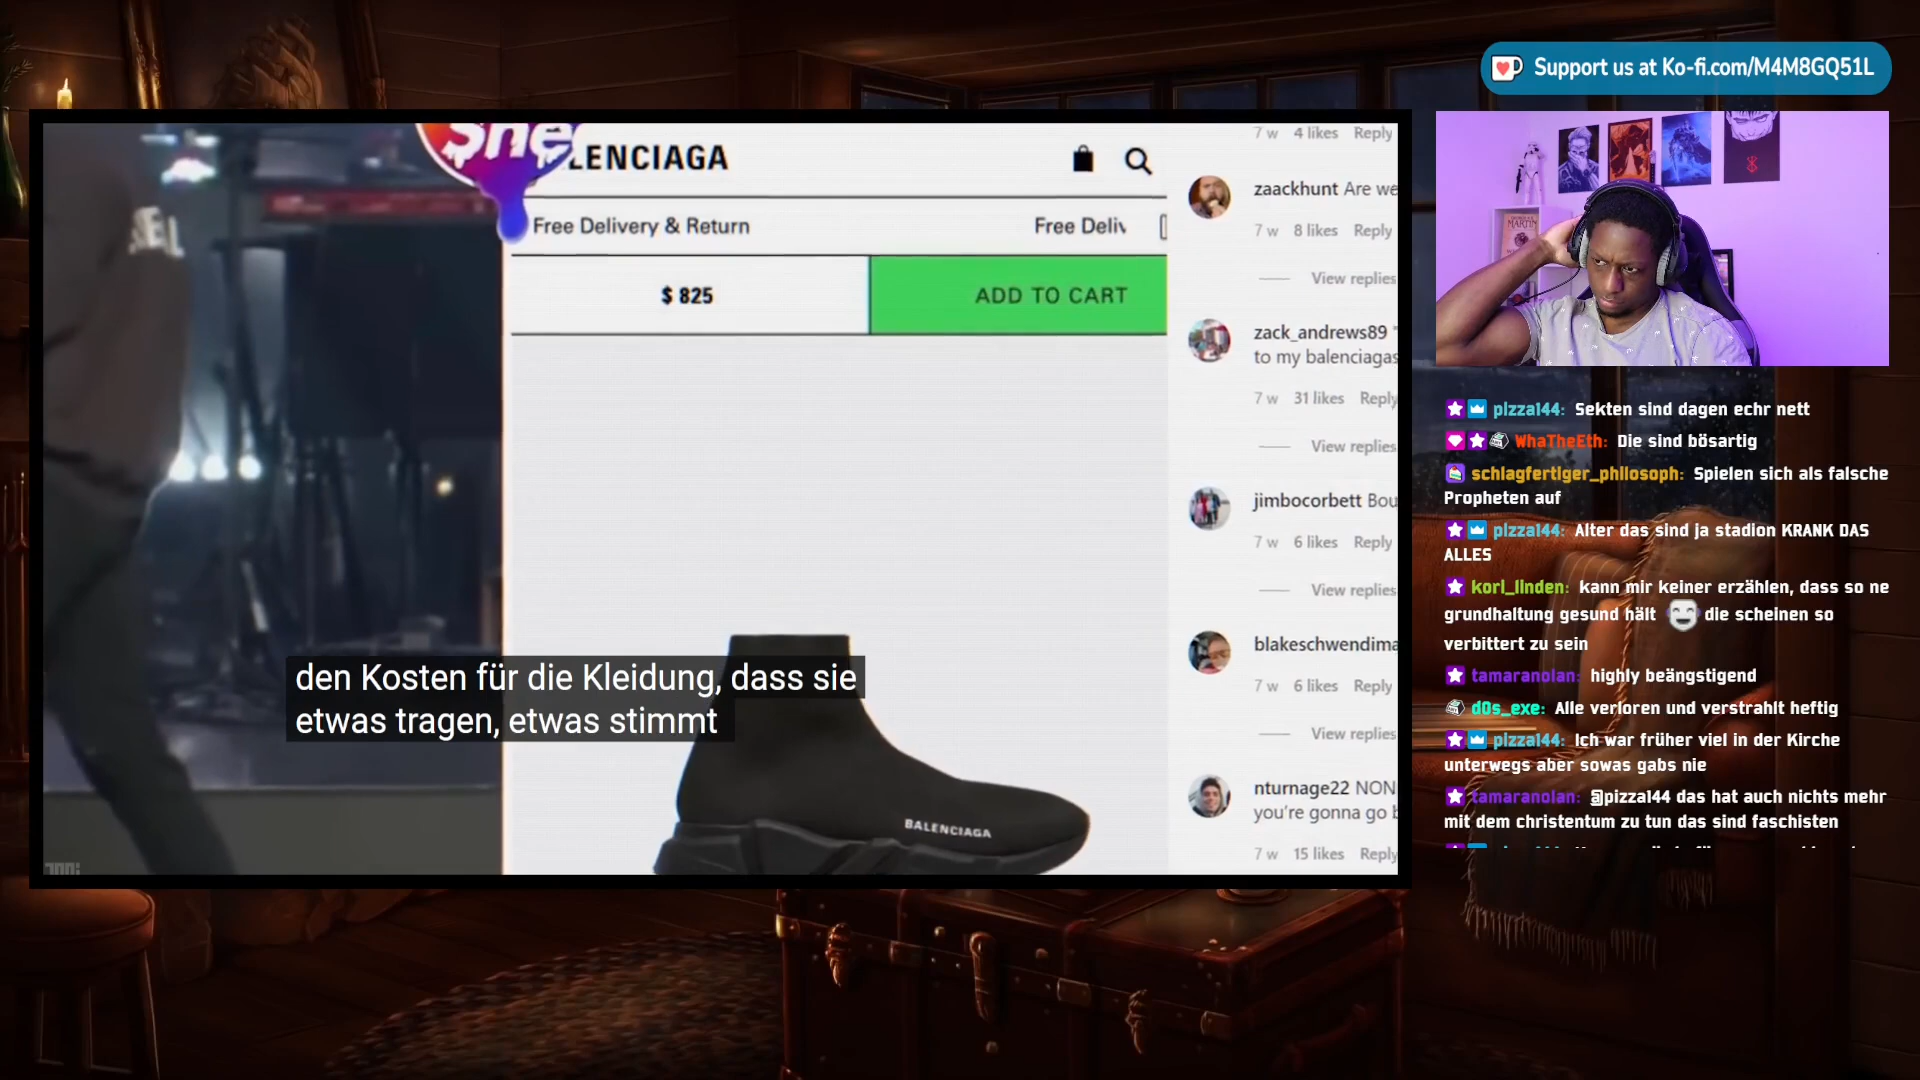 Support us at Ko-fi.com/M4M8GQ51L
She
LENCIAGA
Free Delivery & Return
Free Deliv
$ 825
ADD TO CART
BALENCIAGA
den Kosten für die Kleidung, dass sie
etwas tragen, etwas stimmt
7 w 4 likes Reply
zaackhunt Are we
7 w 8 likes Reply
View replies
zack_andrews89 "
to my balenciagas
7 w 31 likes Reply
View replies
jimbocorbett Bou
7 w 6 likes Reply
View replies
blakeschwendima
7 w 6 likes Reply
View replies
nturnage22 NON
you're gonna go b
7 w 15 likes Reply
MARTIN
pizza144: Sekten sind dagen echr nett
WhaTheEth: Die sind bösartig
schlagfertiger_philosoph: Spielen sich als falsche
Propheten auf
pizza144: Alter das sind ja stadion KRANK DAS
ALLES
kori_linden: kann mir keiner erzählen, dass so ne
grundhaltung gesund hält die scheinen so
verbittert zu sein
tamaranolan: highly beängstigend
d0s_exe: Alle verloren und verstrahlt heftig
pizza144: Ich war früher viel in der Kirche
unterwegs aber sowas gabs nie
tamaranolan: @pizza144 das hat auch nichts mehr
mit dem christentum zu tun das sind faschisten